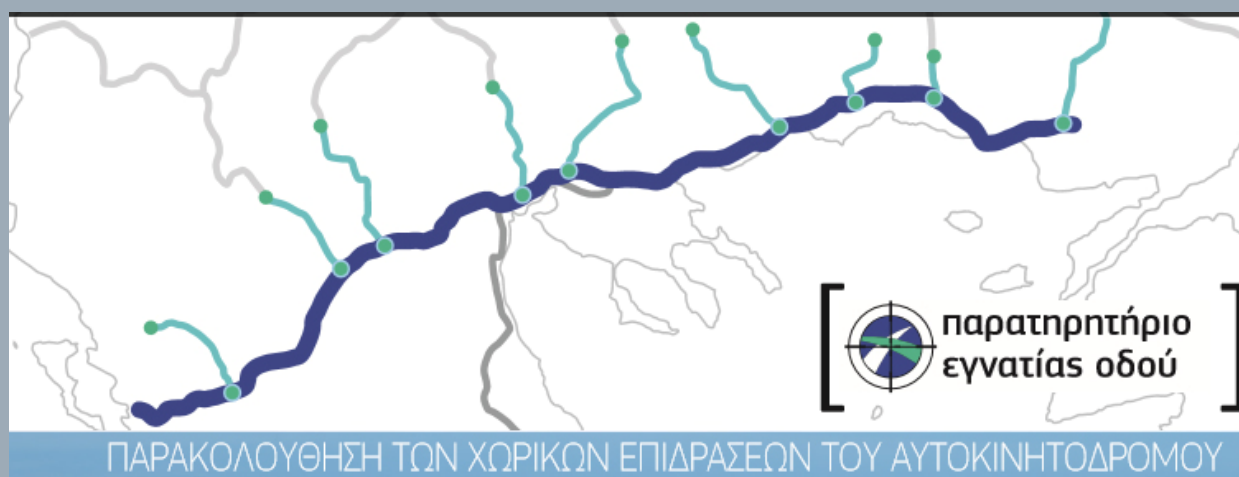 παρατηρητήριο
εγνατίας οδού
ΠΑΡΑΚΟΛΟΥΘΗΣΗ ΤΩΝ ΧΩΡΙΚΩΝ ΕΠΙΔΡΑΣΕΩΝ ΤΟΥ ΑΥΤΟΚΙΝΗΤΟΔΡΟΜΟΥ